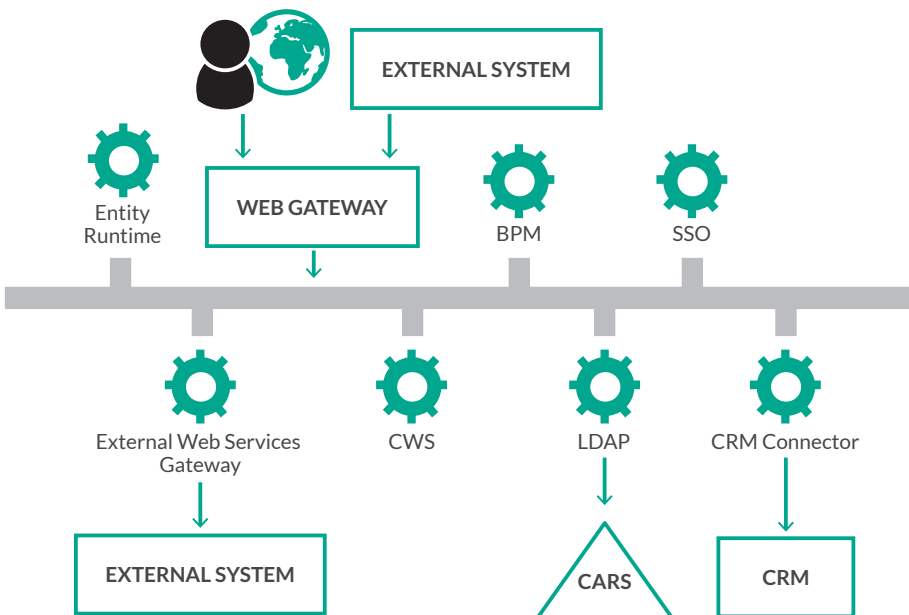 EXTERNAL SYSTEM
Entity
Runtime
WEB GATEWAY
BPM
SSO
External Web Services
Gateway
CWS
LDAP
CRM Connector
EXTERNAL SYSTEM
CARS
CRM